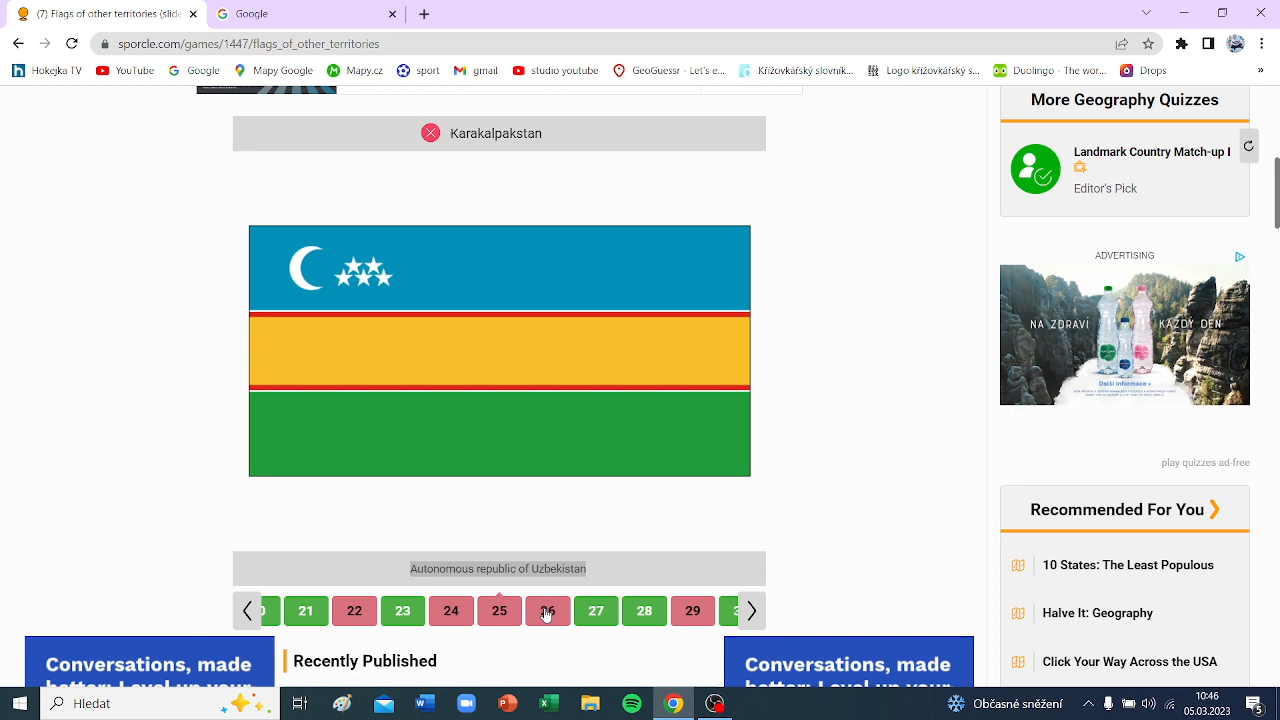 (7) Flags of other territories (slid
sporcle.com/games/1447/flags_of_other_territories
Hokejka TV
YouTube
Google
Mapy Google
Mapy.cz
sport
gmail
studio youtube
GeoGuessr - Let's e...
Křížovkářský slovník...
Logo křížovkářský s...
Duolingo - The wor...
Drops
»
Karakalpakstan
Autonomous republic of Uzbekistan
21
22
23
24
25
26
27
28
29
More Geography Quizzes
Landmark Country Match-up I
Editor's Pick
ADVERTISING
NA ZDRAVÍ
KAŽDÝ DEN
Další informace >
play quizzes ad-free
Recommended For You
10 States: The Least Populous
Halve It: Geography
Click Your Way Across the USA
Conversations, made
Recently Published
Conversations, made
Hledat
Občasné sněžení
10:46
05.03.2023